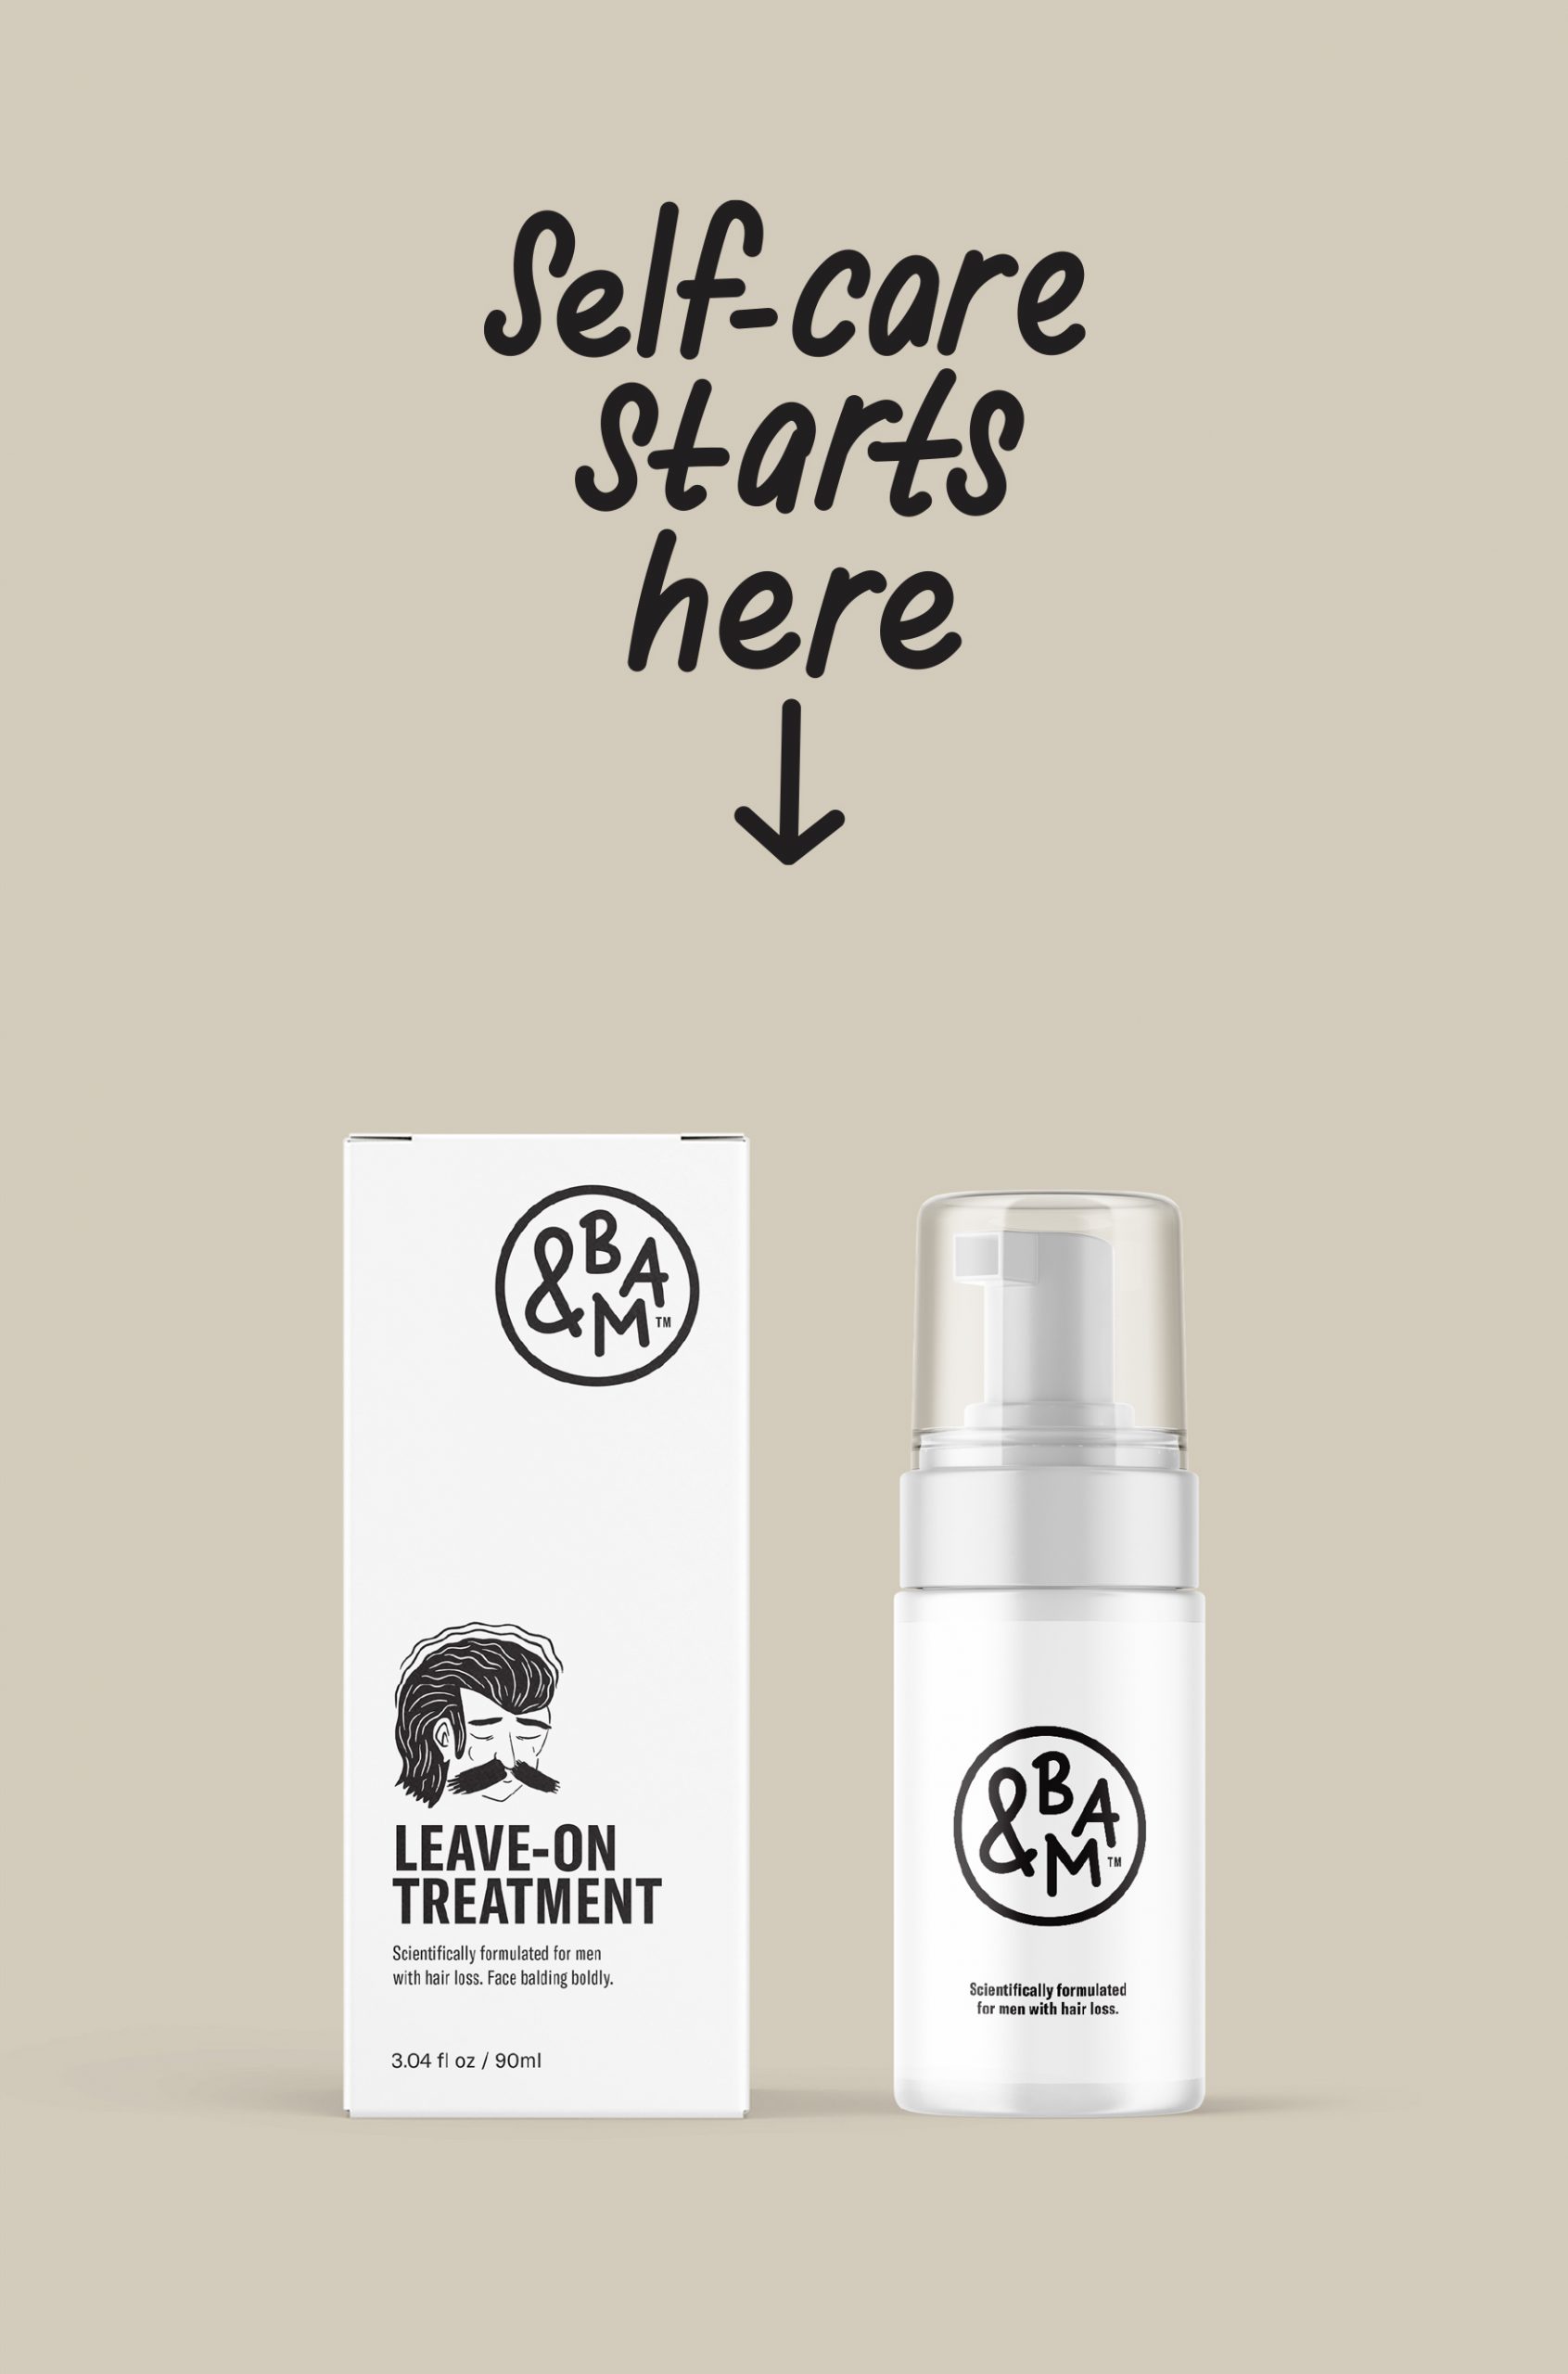 Self-care
starts
here
&BAM™
LEAVE-ON
TREATMENT
Scientifically formulated for men
with hair loss. Face balding boldly.
3.04 fl oz / 90ml
&BAM™
Scientifically formulated
for men with hair loss.